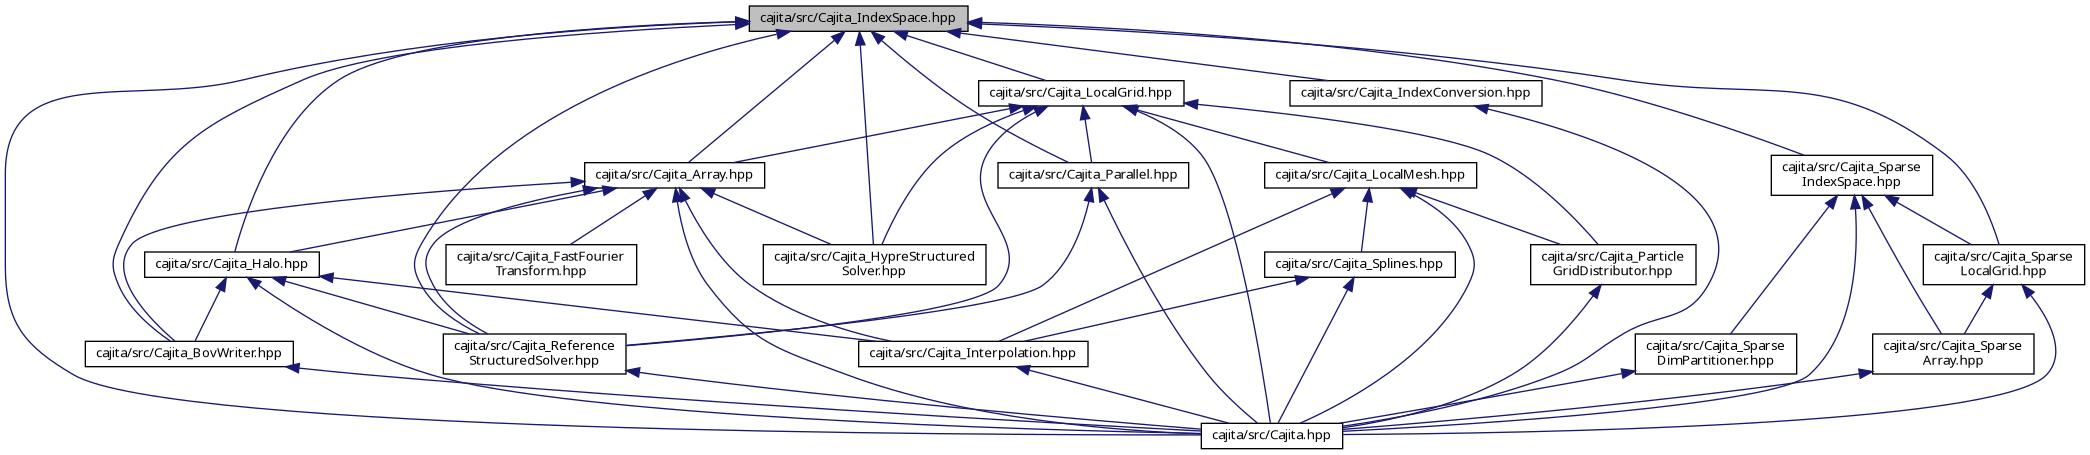 cajita/src/Cajita_IndexSpace.hpp
cajita/src/Cajita_LocalGrid.hpp
cajita/src/Cajita_IndexConversion.hpp
cajita/src/Cajita_Array.hpp
cajita/src/Cajita_Parallel.hpp
cajita/src/Cajita_LocalMesh.hpp
cajita/src/Cajita_Sparse
IndexSpace.hpp
cajita/src/Cajita_Halo.hpp
cajita/src/Cajita_FastFourier
Transform.hpp
cajita/src/Cajita_HypreStructured
Solver.hpp
cajita/src/Cajita_Splines.hpp
cajita/src/Cajita_Particle
GridDistributor.hpp
cajita/src/Cajita_Sparse
LocalGrid.hpp
cajita/src/Cajita_BovWriter.hpp
cajita/src/Cajita_Reference
StructuredSolver.hpp
cajita/src/Cajita_Interpolation.hpp
cajita/src/Cajita_Sparse
DimPartitioner.hpp
cajita/src/Cajita_Sparse
Array.hpp
cajita/src/Cajita.hpp